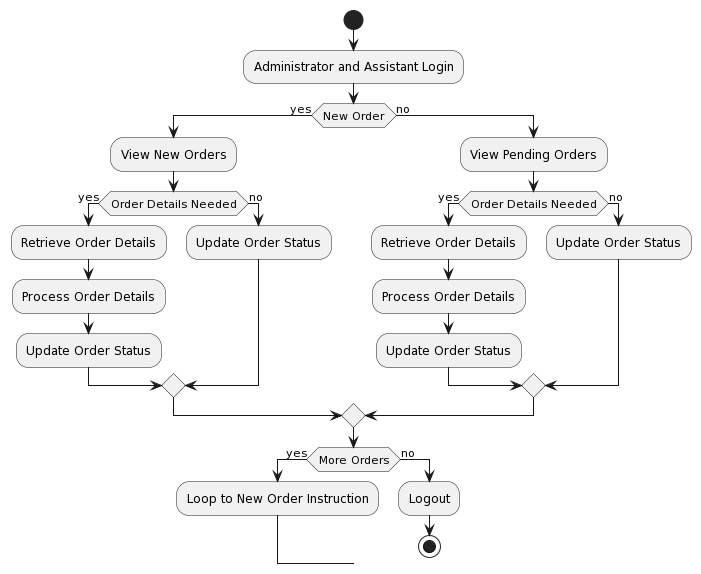 Administrator and Assistant Login
yes
New Order
no
View New Orders
View Pending Orders
yes
Order Details Needed
no
yes
Order Details Needed
no
Retrieve Order Details
Update Order Status
Retrieve Order Details
Update Order Status
Process Order Details
Process Order Details
Update Order Status
Update Order Status
yes
More Orders
no
Loop to New Order Instruction
Logout